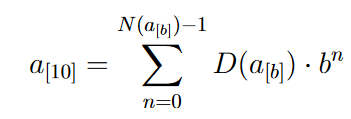 a_{[10]} = \sum_{n=0}^{N(a_{[b]})-1} D(a_{[b]}) \cdot b^n